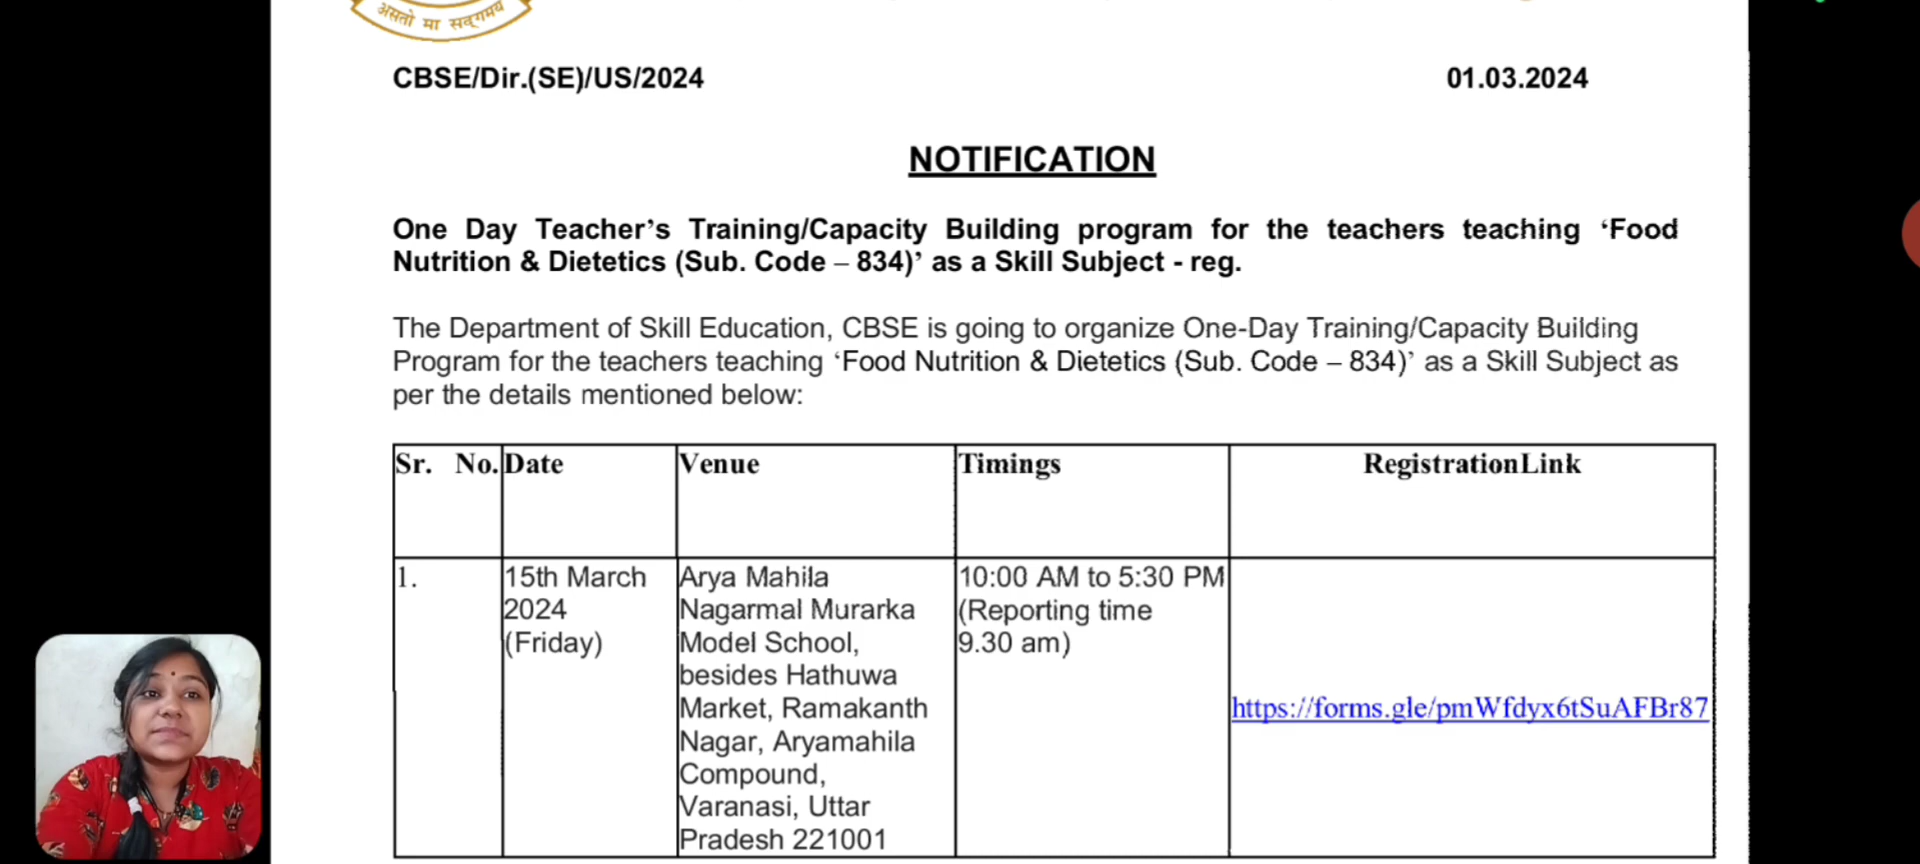 असतो मा सद्गमय
CBSE/Dir.(SE)/US/2024 01.03.2024
NOTIFICATION
One Day Teacher’s Training/Capacity Building program for the teachers teaching ‘Food
Nutrition & Dietetics (Sub. Code – 834)’ as a Skill Subject - reg.
The Department of Skill Education, CBSE is going to organize One-Day Training/Capacity Building
Program for the teachers teaching ‘Food Nutrition & Dietetics (Sub. Code – 834)’ as a Skill Subject as
per the details mentioned below:
Sr. No. Date Venue Timings RegistrationLink
1. 15th March Arya Mahila 10:00 AM to 5:30 PM
2024 Nagarmal Murarka (Reporting time
(Friday) Model School, 9.30 am)
besides Hathuwa
Market, Ramakanth https://forms.gle/pmWfdyx6tSuAFBr87
Nagar, Aryamahila
Compound,
Varanasi, Uttar
Pradesh 221001